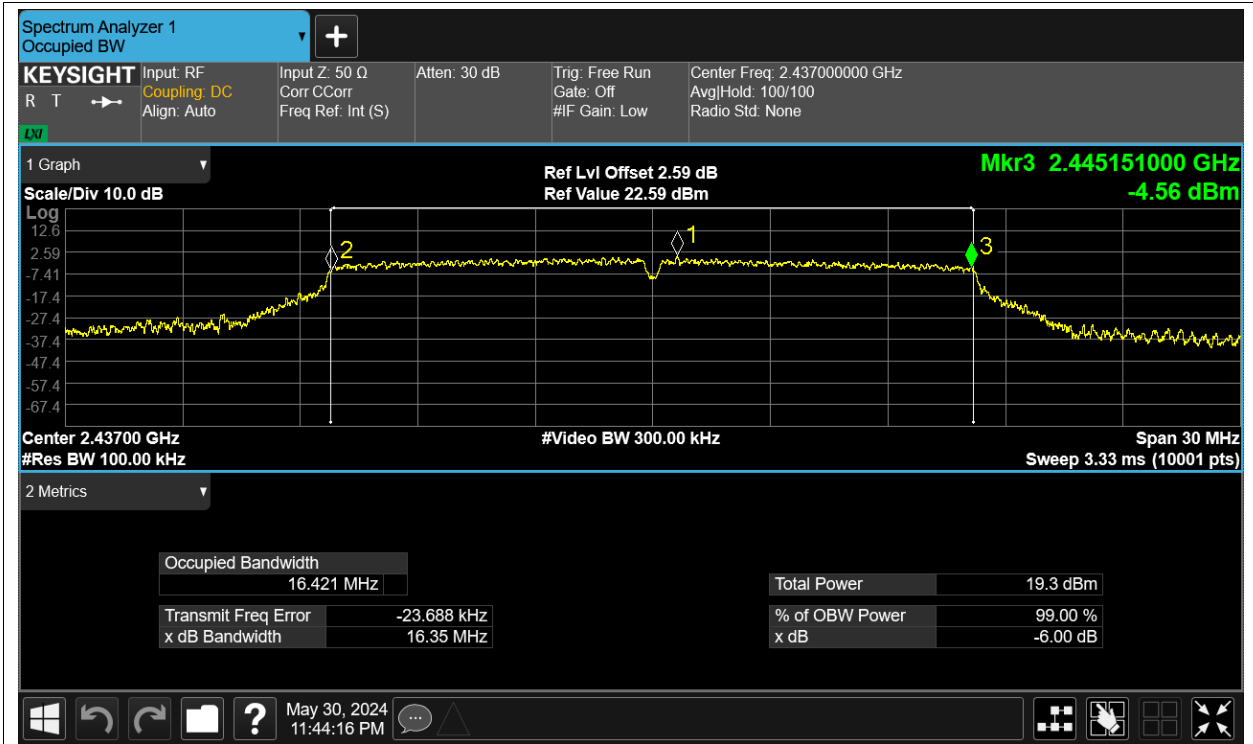 Spectrum Analyzer 1
Occupied BW
KEYSIGHT
R T
LXI
Input: RF
Coupling: DC
Align: Auto
Input Z: 50 Ω
Corr CCorr
Freq Ref: Int (S)
Atten: 30 dB
Trig: Free Run
Gate: Off
#IF Gain: Low
Center Freq: 2.437000000 GHz
Avg|Hold: 100/100
Radio Std: None
1 Graph
Scale/Div 10.0 dB
Ref Lvl Offset 2.59 dB
Ref Value 22.59 dBm
Mkr3 2.445151000 GHz
-4.56 dBm
Log
12.6
2.59
-7.41
-17.4
-27.4
-37.4
-47.4
-57.4
-67.4
2
1
3
Center 2.43700 GHz
#Res BW 100.00 kHz
#Video BW 300.00 kHz
Span 30 MHz
Sweep 3.33 ms (10001 pts)
2 Metrics
Occupied Bandwidth
16.421 MHz
Transmit Freq Error -23.688 kHz
x dB Bandwidth 16.35 MHz
Total Power 19.3 dBm
% of OBW Power 99.00 %
x dB -6.00 dB
?
May 30, 2024
11:44:16 PM